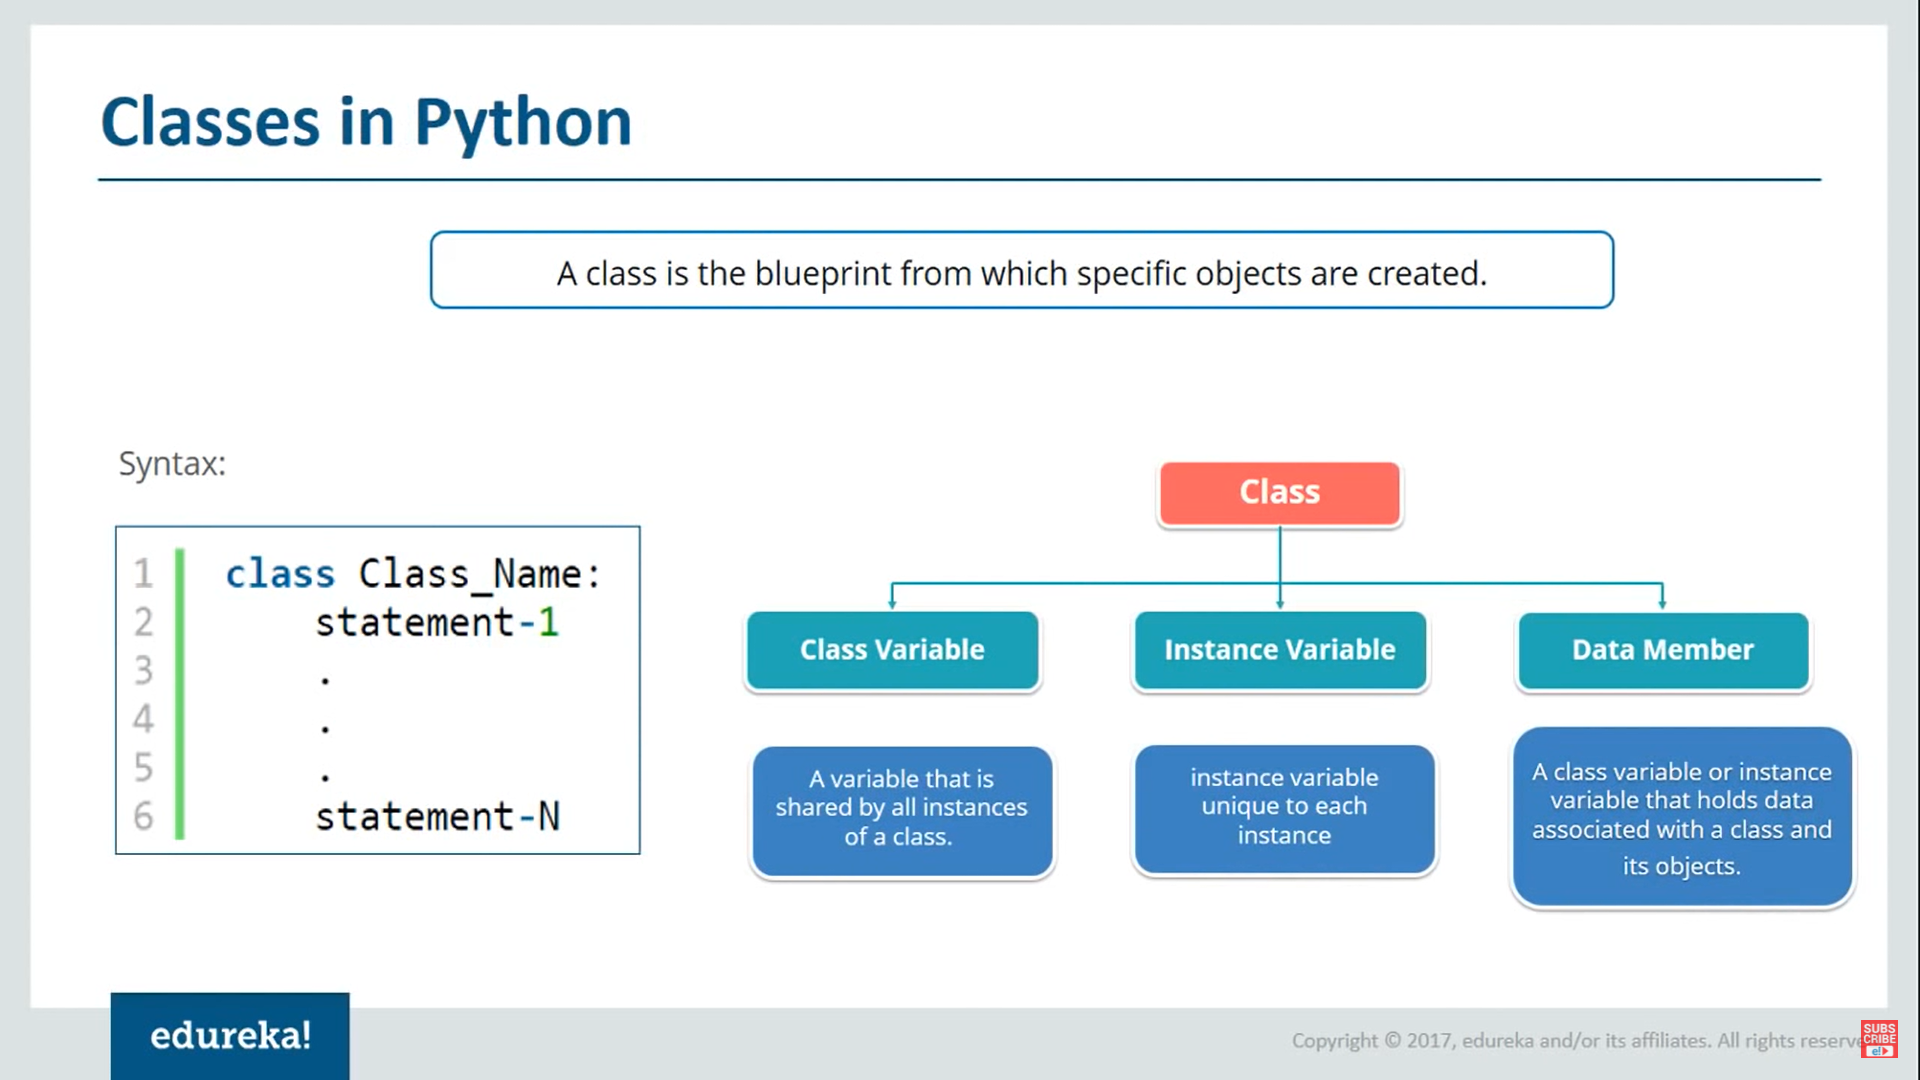 Classes in Python
A class is the blueprint from which specific objects are created.
Syntax:
1 class Class_Name:
2 statement-1
3 .
4 .
5 .
6 statement-N
Class
Class Variable
Instance Variable
Data Member
A variable that is
shared by all instances
of a class.
instance variable
unique to each
instance
A class variable or instance
variable that holds data
associated with a class and
its objects.
edureka!
Copyright © 2017, edureka and/or its affiliates. All rights reserve
SUBS
CRIBE
e!